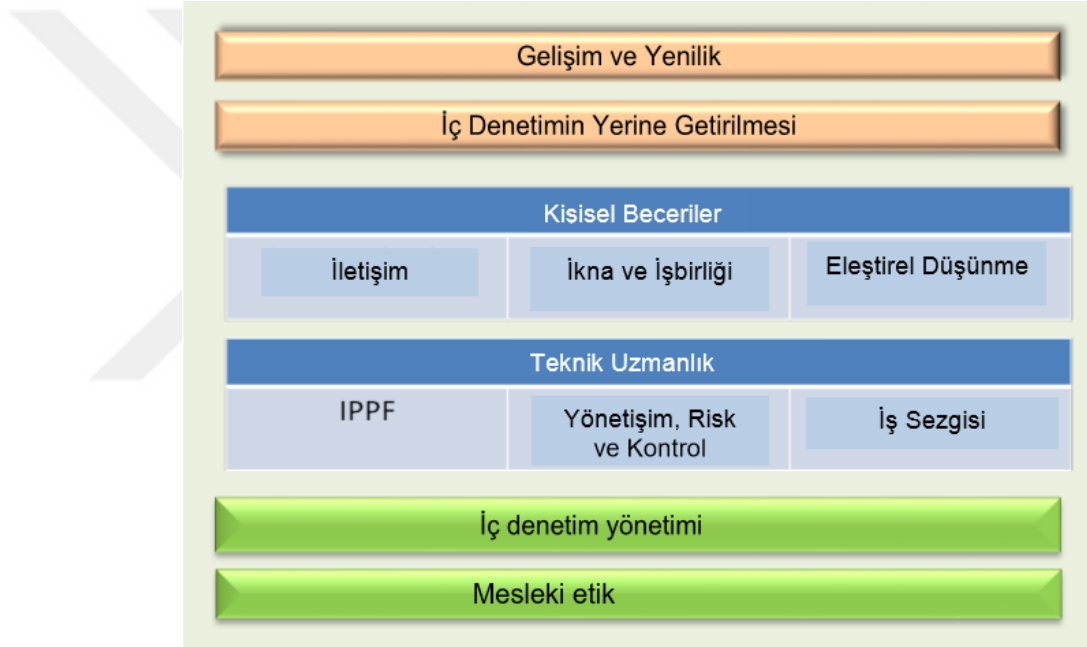 Gelişim ve Yenilik
İç Denetimin Yerine Getirilmesi
Kisisel Beceriler
İletişim
İkna ve İşbirliği
Eleştirel Düşünme
Teknik Uzmanlık
IPPF
Yönetişim, Risk
ve Kontrol
İş Sezgisi
İç denetim yönetimi
Mesleki etik